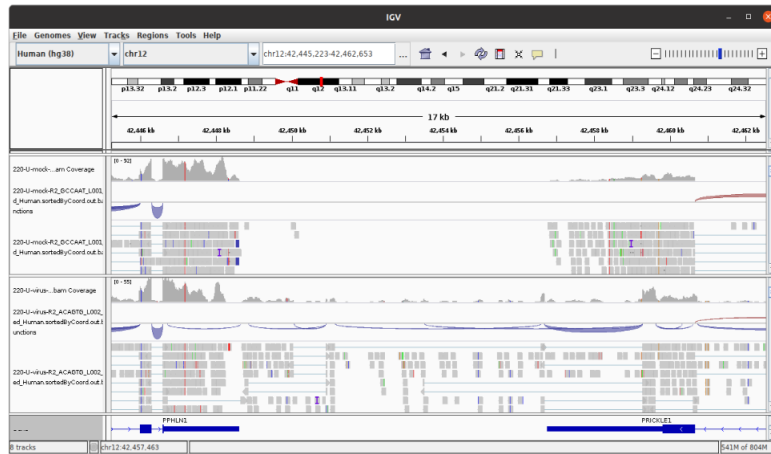 IGV
File Genomes View Tracks Regions Tools Help
Human (hg38) chr12 chr12:42,445,223-42,462,653 ...
p13.32 p13.2 p12.3 p12.1 p11.22 q11 q12 q13.11 q13.2 q14.2 q15 q21.2 q21.31 q21.33 q23.1 q23.3 q24.12 q24.23 q24.32
17 kb
42,446 kb 42,448 kb 42,450 kb 42,452 kb 42,454 kb 42,456 kb 42,458 kb 42,460 kb 42,462 kb
[0 - 52]
220-U-mock-...am Coverage
220-U-mock-R2_GCCAAT_L001_
d_Human.sortedByCoord.out.ba
nctions
220-U-mock-R2_GCCAAT_L001_
d_Human.sortedByCoord.out.b
[0 - 55]
220-U-virus-...bam Coverage
220-U-virus-R2_ACAGTG_L002_
ed_Human.sortedByCoord.out.b
unctions
220-U-virus-R2_ACAGTG_L002_
ed_Human.sortedByCoord.out.b
PPHLN1 PRICKLE1
8 tracks chr12:42,457,463 541M of 804M